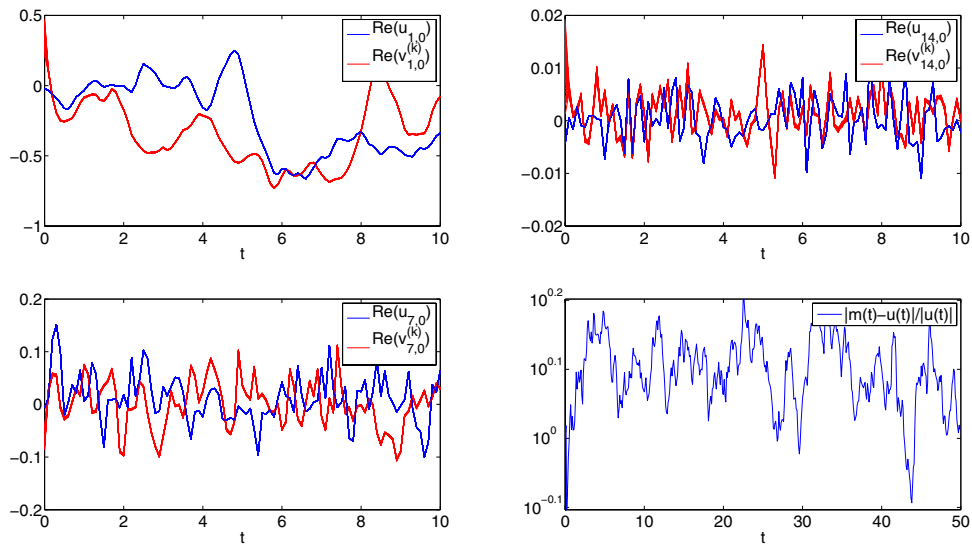 0.5
0
−0.5
−1
0 2 4 6 8 10
t
Re(u1,0)
Re(v1,0(k))
0.02
0.01
0
−0.01
−0.02
0 2 4 6 8 10
t
Re(u14,0)
Re(v14,0(k))
0.2
0.1
0
−0.1
−0.2
0 2 4 6 8 10
t
Re(u7,0)
Re(v7,0(k))
10^0.2
10^0.1
10^0
10^−0.1
0 10 20 30 40 50
t
|m(t)−u(t)|/|u(t)|